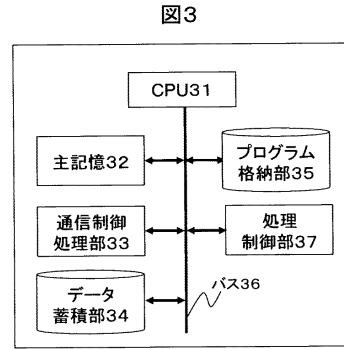 図3
CPU31
主記憶32
プログラム
格納部35
通信制御
処理部33
処理
制御部37
データ
蓄積部34
バス36